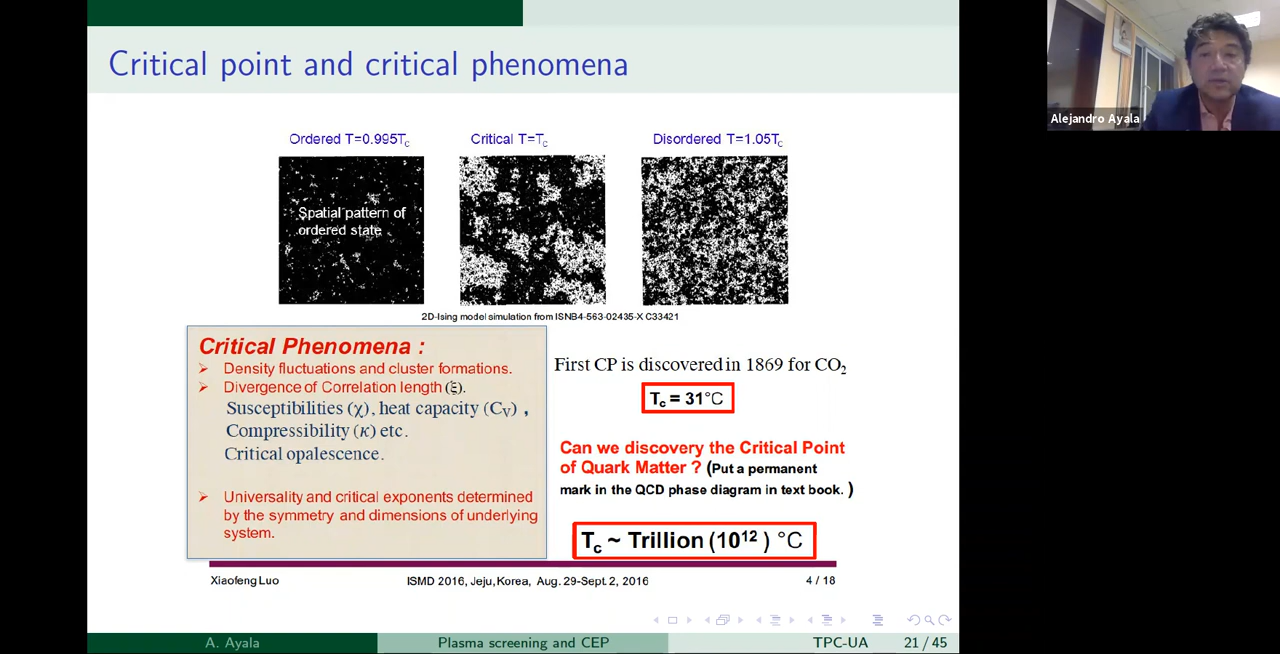 Critical point and critical phenomena
Alejandro Ayala
Ordered T=0.995Tc
Critical T=Tc
Disordered T=1.05Tc
Spatial pattern of
ordered state
2D-Ising model simulation from ISNB4-563-02435-X C33421
Critical Phenomena :
➢ Density fluctuations and cluster formations.
➢ Divergence of Correlation length (ξ).
Susceptibilities (χ), heat capacity (CV) ,
Compressibility (κ) etc.
Critical opalescence.
➢ Universality and critical exponents determined
by the symmetry and dimensions of underlying
system.
First CP is discovered in 1869 for CO2
Tc = 31°C
Can we discovery the Critical Point
of Quark Matter ? (Put a permanent
mark in the QCD phase diagram in text book. )
Tc ~ Trillion (10¹² ) °C
Xiaofeng Luo
ISMD 2016, Jeju, Korea, Aug. 29-Sept. 2, 2016
4 / 18
A. Ayala
Plasma screening and CEP
TPC-UA
21 / 45